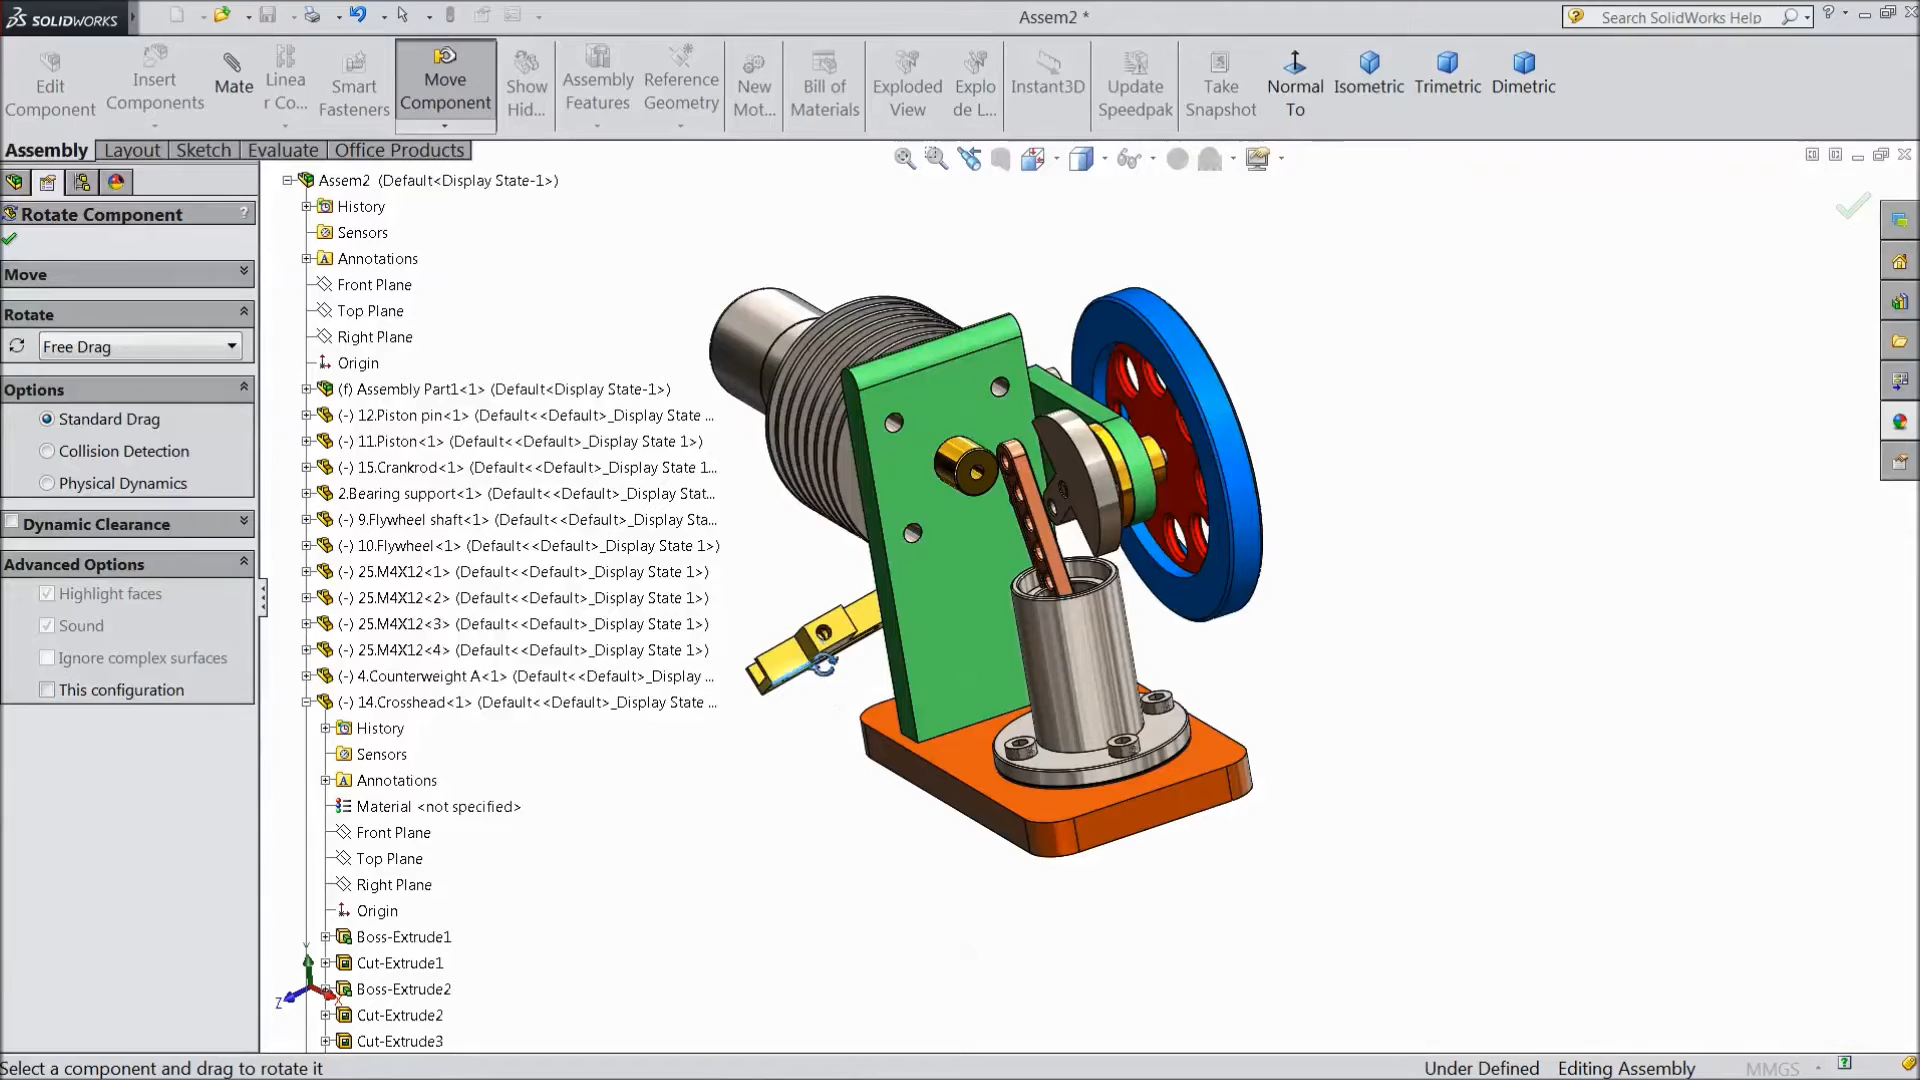 SOLIDWORKS
Assem2 *
Search SolidWorks Help
Edit Component
Insert Components
Mate
Linea r Co...
Smart Fasteners
Move Component
Show Hid...
Assembly Features
Reference Geometry
New Mot...
Bill of Materials
Exploded View
Explo de L...
Instant3D
Update Speedpak
Take Snapshot
Normal To
Isometric
Trimetric
Dimetric
Assembly
Layout
Sketch
Evaluate
Office Products
Rotate Component
?
Move
Rotate
Free Drag
Options
Standard Drag
Collision Detection
Physical Dynamics
Dynamic Clearance
Advanced Options
Highlight faces
Sound
Ignore complex surfaces
This configuration
Assem2 (Default<Display State-1>)
History
Sensors
Annotations
Front Plane
Top Plane
Right Plane
Origin
(f) Assembly Part1<1> (Default<Display State-1>)
(-) 12.Piston pin<1> (Default<<Default>_Display State ...
(-) 11.Piston<1> (Default<<Default>_Display State 1>)
(-) 15.Crankrod<1> (Default<<Default>_Display State 1...
2.Bearing support<1> (Default<<Default>_Display Stat...
(-) 9.Flywheel shaft<1> (Default<<Default>_Display Sta...
(-) 10.Flywheel<1> (Default<<Default>_Display State 1>)
(-) 25.M4X12<1> (Default<<Default>_Display State 1>)
(-) 25.M4X12<2> (Default<<Default>_Display State 1>)
(-) 25.M4X12<3> (Default<<Default>_Display State 1>)
(-) 25.M4X12<4> (Default<<Default>_Display State 1>)
(-) 4.Counterweight A<1> (Default<<Default>_Display ...
(-) 14.Crosshead<1> (Default<<Default>_Display State ...
History
Sensors
Annotations
Material <not specified>
Front Plane
Top Plane
Right Plane
Origin
Boss-Extrude1
Cut-Extrude1
Boss-Extrude2
Cut-Extrude2
Cut-Extrude3
Y
Z
X
Select a component and drag to rotate it
Under Defined
Editing Assembly
MMGS